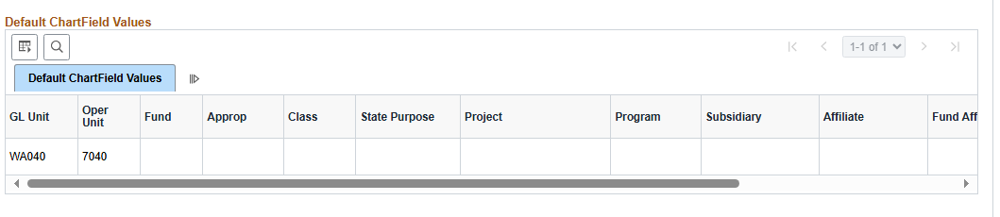 Default ChartField Values
1-1 of 1
Default ChartField Values
GL Unit Oper Unit Fund Approp Class State Purpose Project Program Subsidiary Affiliate Fund Aff
WA040 7040